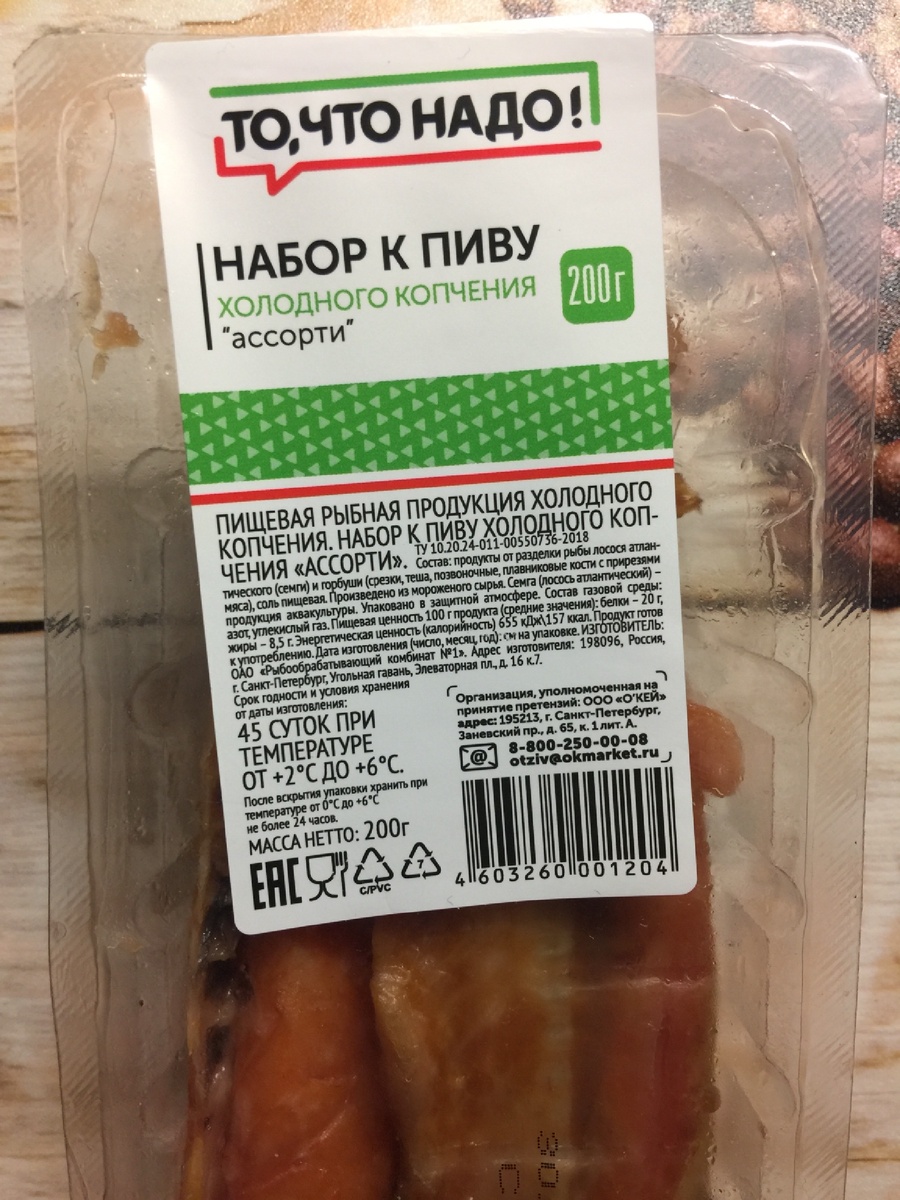 ТО, ЧТО НАДО!
НАБОР К ПИВУ
ХОЛОДНОГО КОПЧЕНИЯ
"ассорти"
200г
ПИЩЕВАЯ РЫБНАЯ ПРОДУКЦИЯ ХОЛОДНОГО
КОПЧЕНИЯ. НАБОР К ПИВУ ХОЛОДНОГО КОП-
ЧЕНИЯ «АССОРТИ». ТУ 10.20.24-011-00550736-2018
Состав: продукты от разделки рыбы лосося атлан-
тического (семги) и горбуши (срезки, теша, позвоночные, плавниковые кости с прирезями
мяса), соль пищевая. Произведено из мороженого сырья. Семга (лосось атлантический) –
продукция аквакультуры. Упаковано в защитной атмосфере. Состав газовой среды:
азот, углекислый газ. Пищевая ценность 100 г продукта (средние значения): белки – 20 г,
жиры – 8,5 г. Энергетическая ценность (калорийность) 655 кДж\157 ккал. Продукт готов
к употреблению. Дата изготовления (число, месяц, год): см на упаковке. ИЗГОТОВИТЕЛЬ:
ОАО «Рыбообрабатывающий комбинат №1». Адрес изготовителя: 198096, Россия,
г. Санкт-Петербург, Угольная гавань, Элеваторная пл., д. 16 к.7.
Срок годности и условия хранения
от даты изготовления:
45 СУТОК ПРИ
ТЕМПЕРАТУРЕ
ОТ +2°С ДО +6°С.
После вскрытия упаковки хранить при
температуре от 0°С до +6°С
не более 24 часов.
МАССА НЕТТО: 200г
Организация, уполномоченная на
принятие претензий: ООО «О'КЕЙ»
адрес: 195213, г. Санкт-Петербург,
Заневский пр., д. 65, к. 1 лит. А.
@
8-800-250-00-08
otziv@okmarket.ru
EAC
C/PVC
7
4 603260 001204